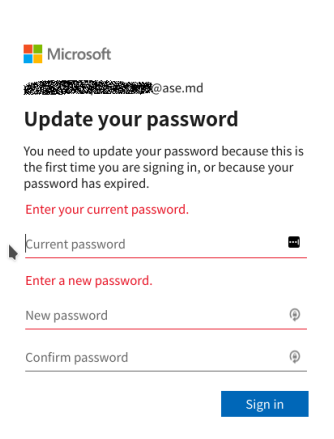 Microsoft
@ase.md
Update your password
You need to update your password because this is
the first time you are signing in, or because your
password has expired.
Enter your current password.
Current password
Enter a new password.
New password
Confirm password
Sign in